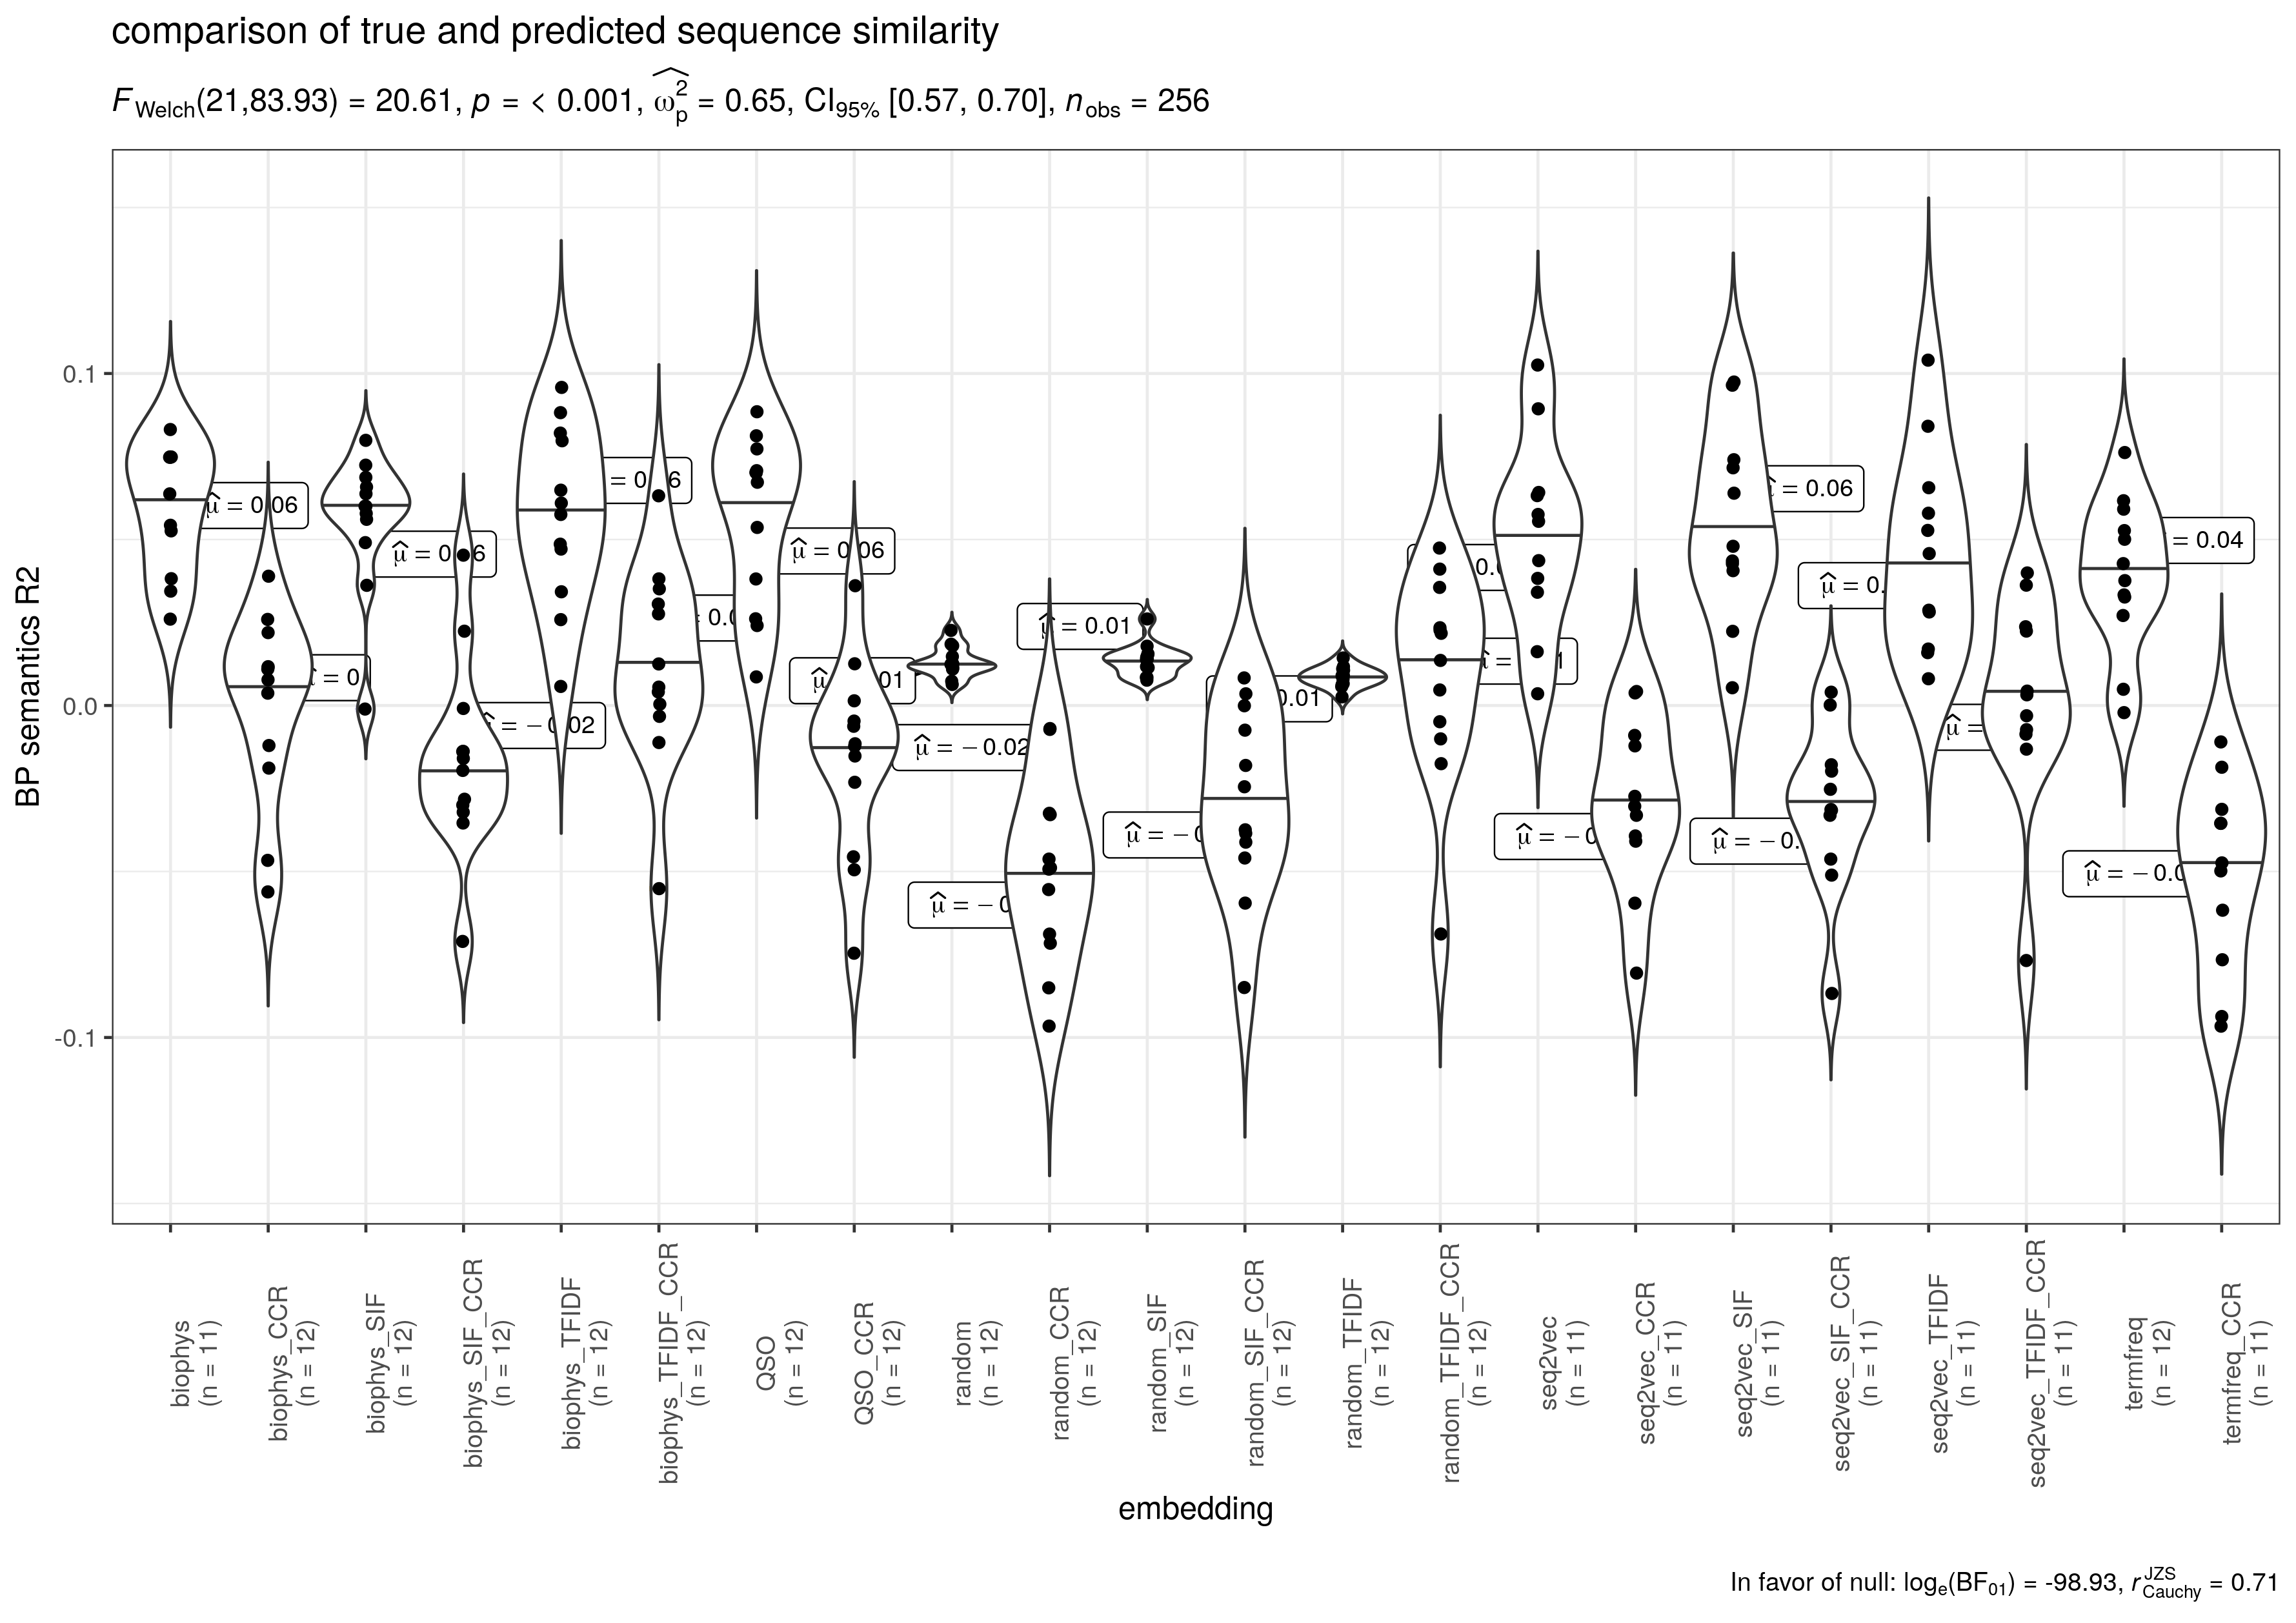 comparison of true and predicted sequence similarity
F Welch(21,83.93) = 20.61, p = < 0.001, ω̂²p = 0.65, CI95% [0.57, 0.70], nobs = 256
BP semantics R2
0.1
0.0
-0.1
μ̂ = 0.06
= 0.06
μ̂ = 0.06
μ̂ = 0.06
μ̂ = 0.06
= 0.04
μ̂ = 0.01
μ̂ = −0.02
μ̂ = −0.02
biophys
(n = 11)
biophys_CCR
(n = 12)
biophys_SIF
(n = 12)
biophys_SIF_CCR
(n = 12)
biophys_TFIDF
(n = 12)
biophys_TFIDF_CCR
(n = 12)
QSO
(n = 12)
QSO_CCR
(n = 12)
random
(n = 12)
random_CCR
(n = 12)
random_SIF
(n = 12)
random_SIF_CCR
(n = 12)
random_TFIDF
(n = 12)
random_TFIDF_CCR
(n = 12)
seq2vec
(n = 11)
seq2vec_CCR
(n = 11)
seq2vec_SIF
(n = 11)
seq2vec_SIF_CCR
(n = 11)
seq2vec_TFIDF
(n = 11)
seq2vec_TFIDF_CCR
(n = 11)
termfreq
(n = 12)
termfreq_CCR
(n = 11)
embedding
In favor of null: loge(BF01) = -98.93, r JZS Cauchy = 0.71